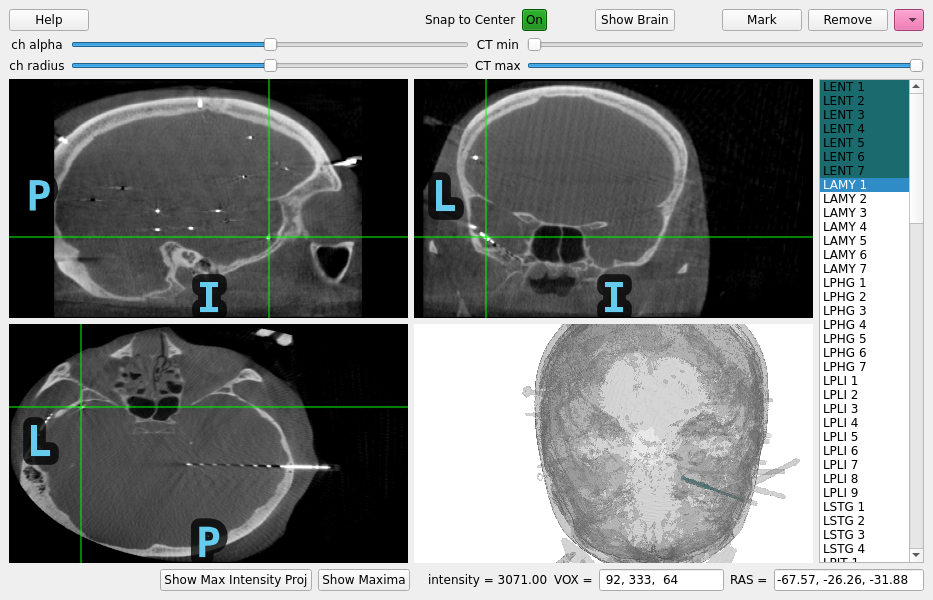 Help
Snap to Center On Show Brain Mark Remove
ch alpha CT min
ch radius CT max
P
I
L
I
L
P
LENT 1
LENT 2
LENT 3
LENT 4
LENT 5
LENT 6
LENT 7
LAMY 1
LAMY 2
LAMY 3
LAMY 4
LAMY 5
LAMY 6
LAMY 7
LPHG 1
LPHG 2
LPHG 3
LPHG 4
LPHG 5
LPHG 6
LPHG 7
LPLI 1
LPLI 2
LPLI 3
LPLI 4
LPLI 5
LPLI 6
LPLI 7
LPLI 8
LPLI 9
LSTG 1
LSTG 2
LSTG 3
LSTG 4
Show Max Intensity Proj Show Maxima intensity = 3071.00 VOX = 92, 333, 64 RAS = -67.57, -26.26, -31.88